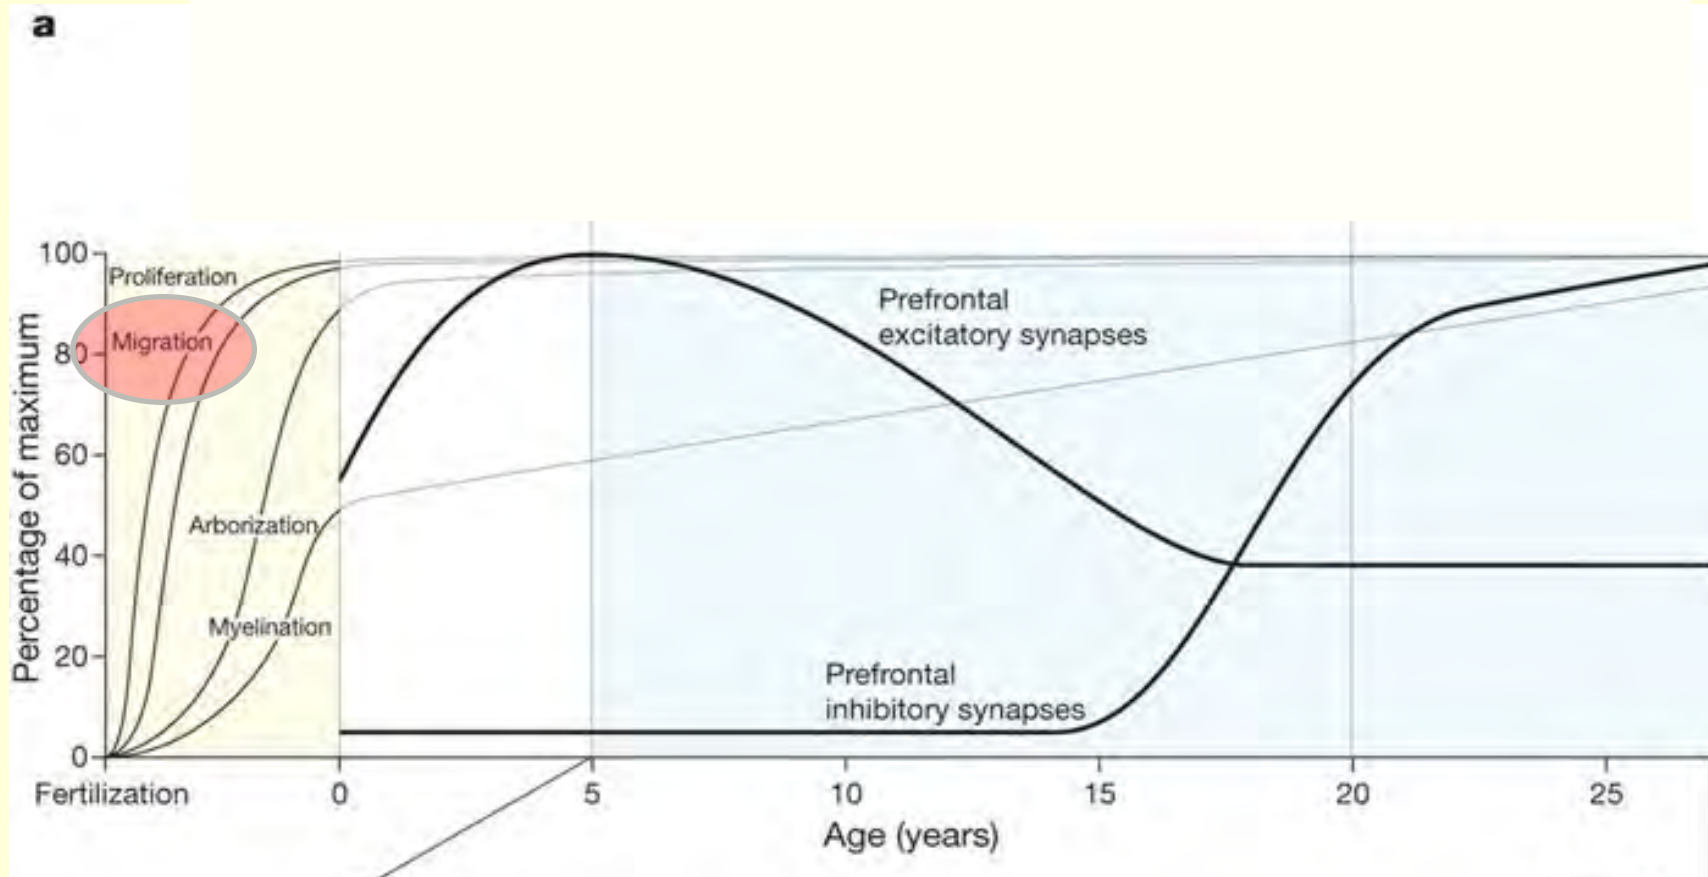 a
100
Proliferation
Prefrontal
excitatory synapses
Migration
80
60
Arborization
40
Myelination
20
Prefrontal
inhibitory synapses
0
Percentage of maximum
Fertilization 0 5 10 15 20 25
Age (years)